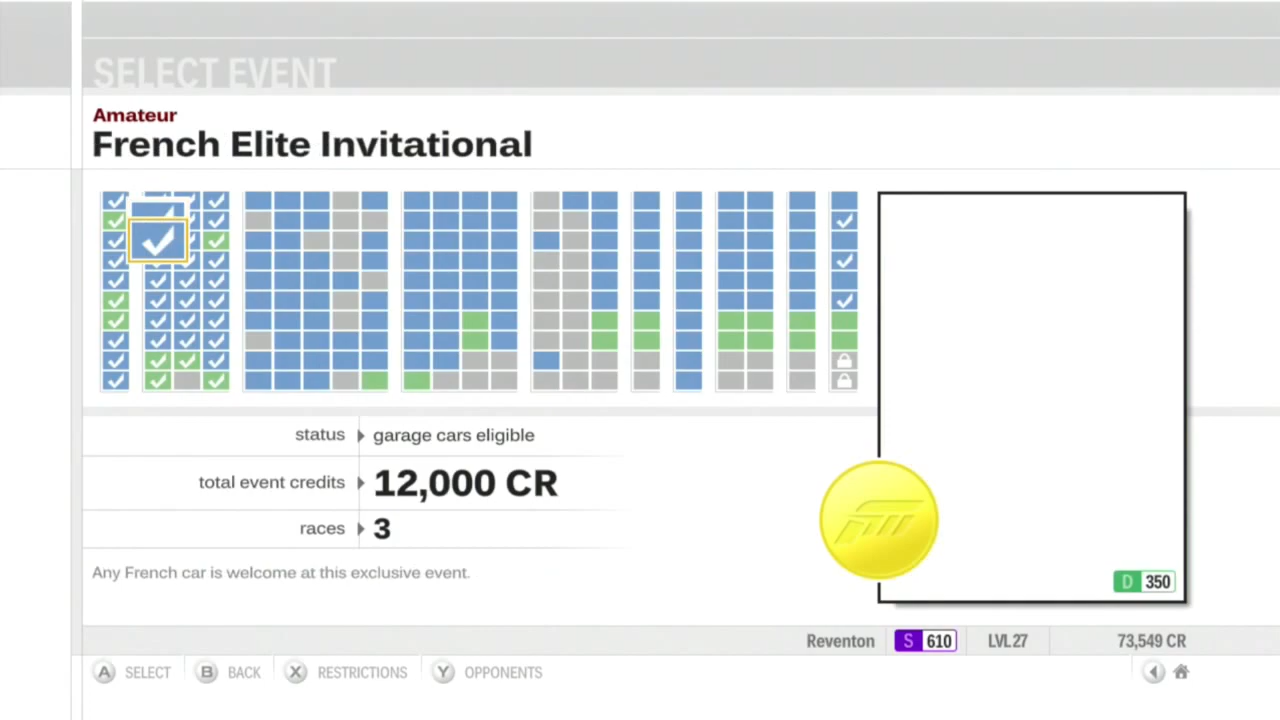 SELECT EVENT
Amateur
French Elite Invitational
status garage cars eligible
total event credits 12,000 CR
races 3
Any French car is welcome at this exclusive event.
D 350
Reventon S 610 LVL 27 73,549 CR
A SELECT B BACK X RESTRICTIONS Y OPPONENTS